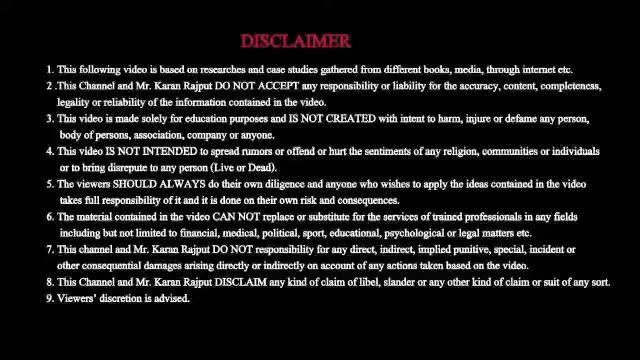 DISCLAIMER
1. This following video is based on researches and case studies gathered from different books, media, through internet etc.
2 .This Channel and Mr. Karan Rajput DO NOT ACCEPT any responsibility or liability for the accuracy, content, completeness,
legality or reliability of the information contained in the video.
3. This video is made solely for education purposes and IS NOT CREATED with intent to harm, injure or defame any person,
body of persons, association, company or anyone.
4. This video IS NOT INTENDED to spread rumors or offend or hurt the sentiments of any religion, communities or individuals
or to bring disrepute to any person (Live or Dead).
5. The viewers SHOULD ALWAYS do their own diligence and anyone who wishes to apply the ideas contained in the video
takes full responsibility of it and it is done on their own risk and consequences.
6. The material contained in the video CAN NOT replace or substitute for the services of trained professionals in any fields
including but not limited to financial, medical, political, sport, educational, psychological or legal matters etc.
7. This channel and Mr. Karan Rajput DO NOT responsibility for any direct, indirect, implied punitive, special, incident or
other consequential damages arising directly or indirectly on account of any actions taken based on the video.
8. This Channel and Mr. Karan Rajput DISCLAIM any kind of claim of libel, slander or any other kind of claim or suit of any sort.
9. Viewers' discretion is advised.